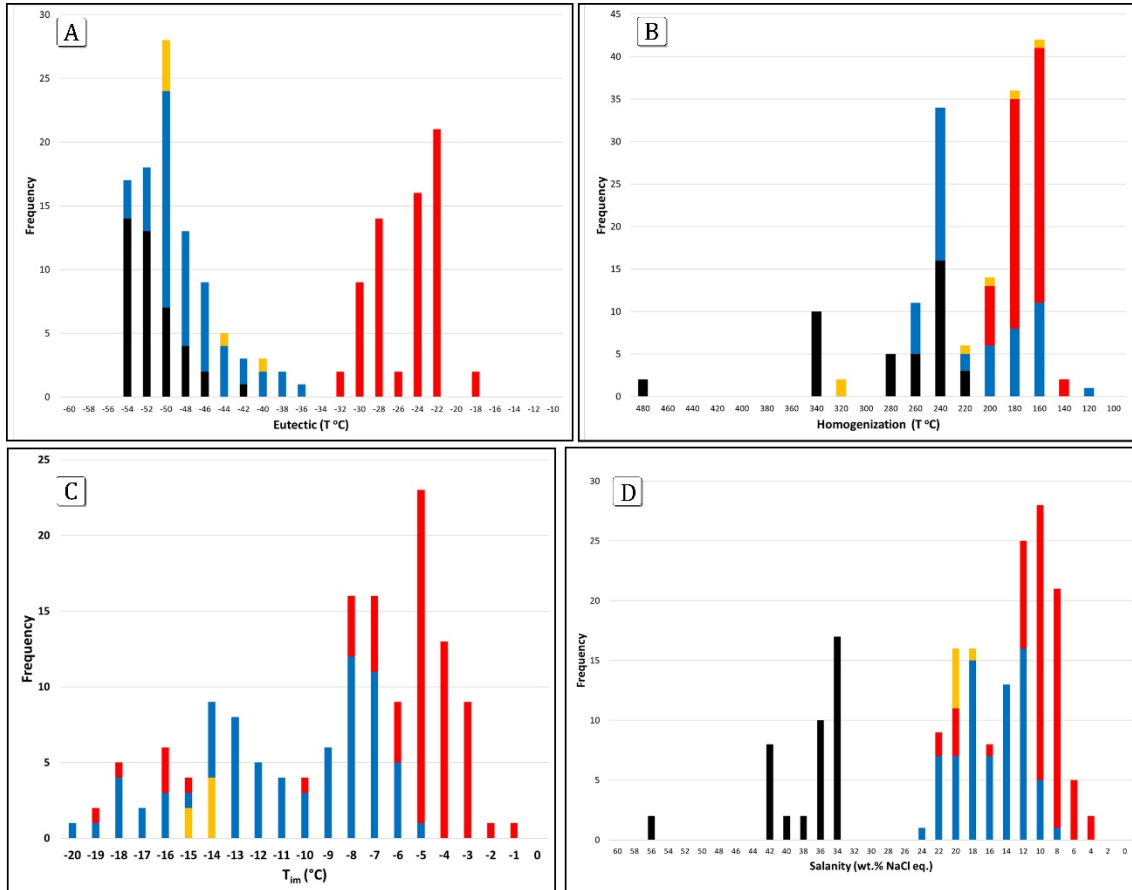 A
30
25
20
15
10
5
0
Frequency
-60 -58 -56 -54 -52 -50 -48 -46 -44 -42 -40 -38 -36 -34 -32 -30 -28 -26 -24 -22 -20 -18 -16 -14 -12 -10
Eutectic (T °C)
B
45
40
35
30
25
20
15
10
5
0
Frequency
480 460 440 420 400 380 360 340 320 300 280 260 240 220 200 180 160 140 120 100
Homogenization (T °C)
C
25
20
15
10
5
0
Frequency
-20 -19 -18 -17 -16 -15 -14 -13 -12 -11 -10 -9 -8 -7 -6 -5 -4 -3 -2 -1 0
Tim (°C)
D
30
25
20
15
10
5
0
Frequency
60 58 56 54 52 50 48 46 44 42 40 38 36 34 32 30 28 26 24 22 20 18 16 14 12 10 8 6 4 2 0
Salanity (wt.% NaCl eq.)